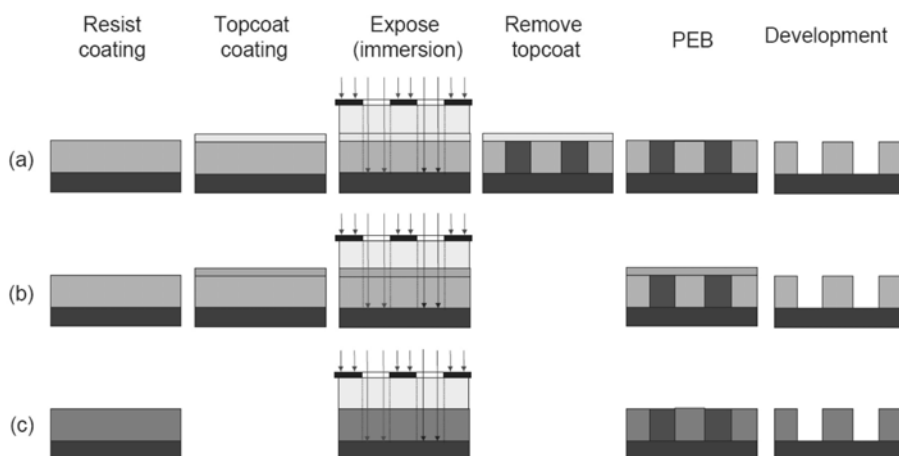 Resist
coating
Topcoat
coating
Expose
(immersion)
Remove
topcoat
PEB
Development
(a)
(b)
(c)